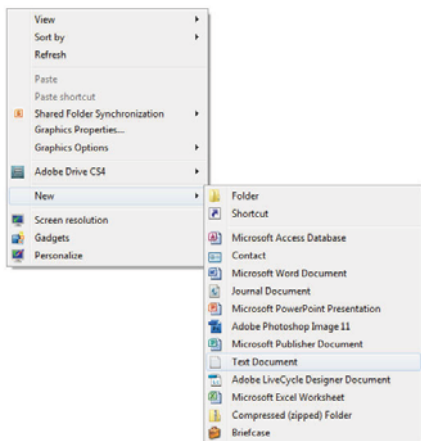 View
Sort by
Refresh
Paste
Paste shortcut
Shared Folder Synchronization
Graphics Properties...
Graphics Options
Adobe Drive CS4
New
Screen resolution
Gadgets
Personalize
Folder
Shortcut
Microsoft Access Database
Contact
Microsoft Word Document
Journal Document
Microsoft PowerPoint Presentation
Adobe Photoshop Image 11
Microsoft Publisher Document
Text Document
Adobe LiveCycle Designer Document
Microsoft Excel Worksheet
Compressed (zipped) Folder
Briefcase